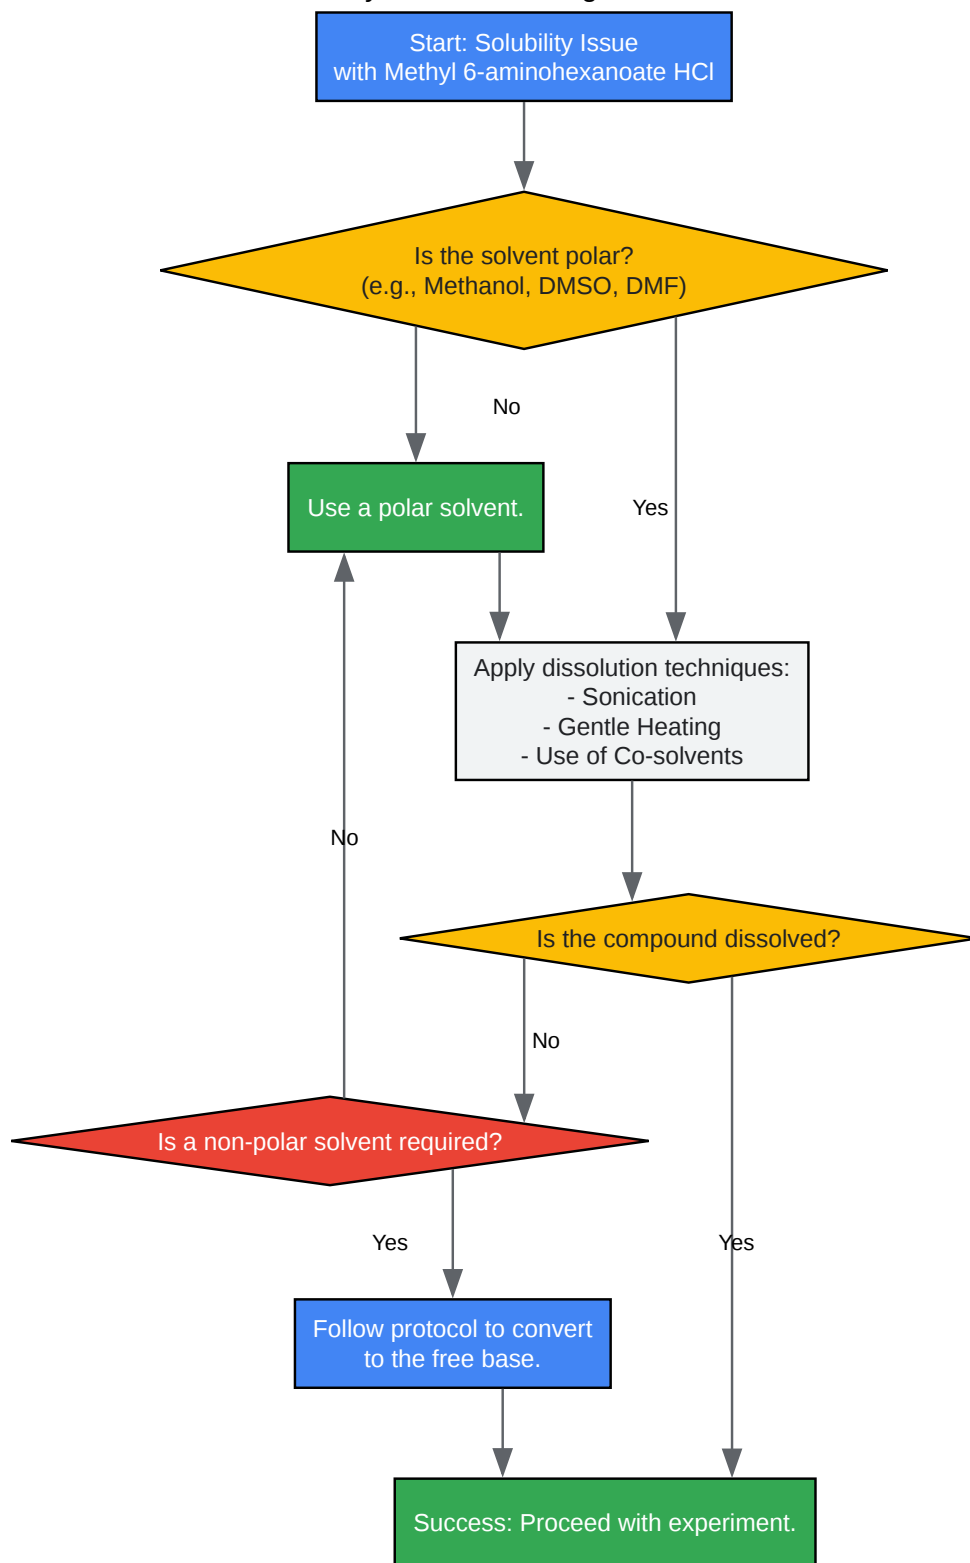 Start: Solubility Issue
with Methyl 6-aminohexanoate HCl
Is the solvent polar?
(e.g., Methanol, DMSO, DMF)
No
Use a polar solvent.
Yes
Apply dissolution techniques:
- Sonication
- Gentle Heating
- Use of Co-solvents
No
Is the compound dissolved?
No
Is a non-polar solvent required?
Yes
Yes
Follow protocol to convert
to the free base.
Success: Proceed with experiment.